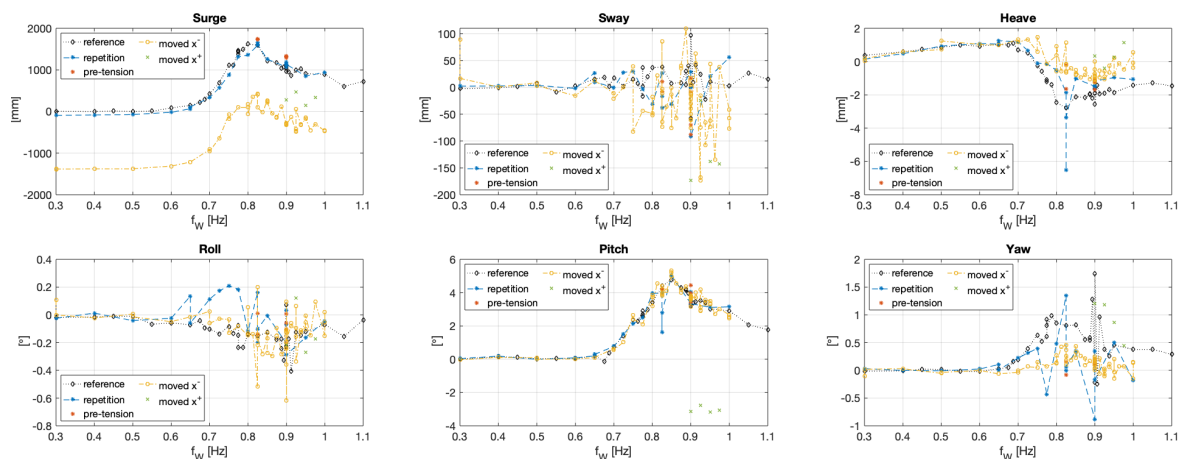 Surge
2000
1000
0
-1000
2000
[mm]
reference
repetition
pre-tension
moved x⁻
moved x⁺
0.3 0.4 0.5 0.6 0.7 0.8 0.9 1 1.1
f_W [Hz]
Sway
100
50
0
-50
-100
-150
200
[mm]
reference
repetition
pre-tension
moved x⁻
moved x⁺
0.3 0.4 0.5 0.6 0.7 0.8 0.9 1 1.1
f_W [Hz]
Heave
2
0
-2
-4
-6
8
[mm]
reference
repetition
pre-tension
moved x⁻
moved x⁺
0.3 0.4 0.5 0.6 0.7 0.8 0.9 1 1.1
f_W [Hz]
Roll
0.4
0.2
0
-0.2
-0.4
-0.6
0.8
[°]
reference
repetition
pre-tension
moved x⁻
moved x⁺
0.3 0.4 0.5 0.6 0.7 0.8 0.9 1 1.1
f_W [Hz]
Pitch
6
4
2
0
-2
4
[°]
reference
repetition
pre-tension
moved x⁻
moved x⁺
0.3 0.4 0.5 0.6 0.7 0.8 0.9 1 1.1
f_W [Hz]
Yaw
2
1.5
1
0.5
0
-0.5
1
[°]
reference
repetition
pre-tension
moved x⁻
moved x⁺
0.3 0.4 0.5 0.6 0.7 0.8 0.9 1 1.1
f_W [Hz]